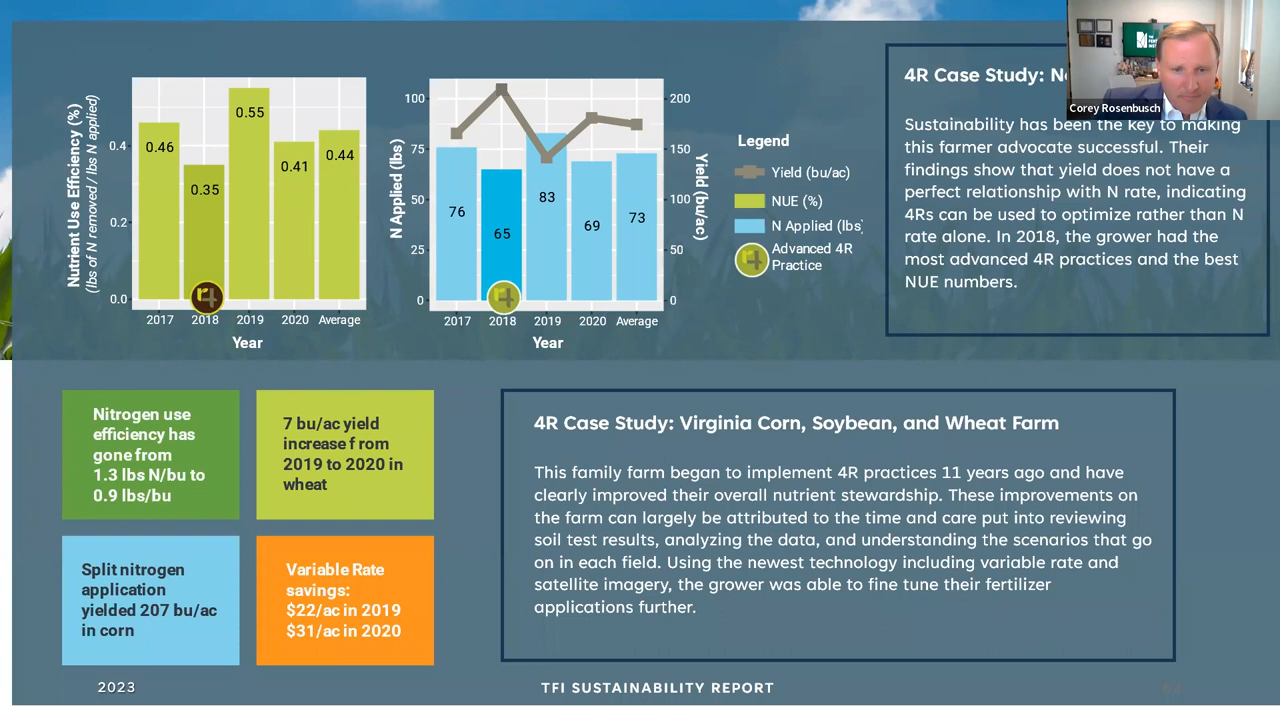 Nutrient Use Efficiency (%)
(lbs of N removed / lbs N applied)
0.4
0.2
0.0
0.46
0.35
0.55
0.41
0.44
2017 2018 2019 2020 Average
Year
N Applied (lbs)
100
75
50
25
0
76
65
83
69
73
200
150
100
50
0
Yield (bu/ac)
2017 2018 2019 2020 Average
Year
Legend
Yield (bu/ac)
NUE (%)
N Applied (lbs)
Advanced 4R
Practice
4R Case Study:
Corey Rosenbusch
Sustainability has been the key to making
this farmer advocate successful. Their
findings show that yield does not have a
perfect relationship with N rate, indicating
4Rs can be used to optimize rather than N
rate alone. In 2018, the grower had the
most advanced 4R practices and the best
NUE numbers.
Nitrogen use
efficiency has
gone from
1.3 lbs N/bu to
0.9 lbs/bu
7 bu/ac yield
increase f rom
2019 to 2020 in
wheat
Split nitrogen
application
yielded 207 bu/ac
in corn
Variable Rate
savings:
$22/ac in 2019
$31/ac in 2020
4R Case Study: Virginia Corn, Soybean, and Wheat Farm
This family farm began to implement 4R practices 11 years ago and have
clearly improved their overall nutrient stewardship. These improvements on
the farm can largely be attributed to the time and care put into reviewing
soil test results, analyzing the data, and understanding the scenarios that go
on in each field. Using the newest technology including variable rate and
satellite imagery, the grower was able to fine tune their fertilizer
applications further.
2023
TFI SUSTAINABILITY REPORT